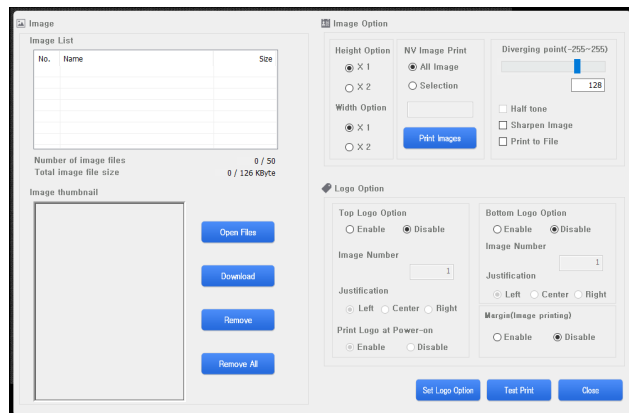 Image
Image List
No. Name Size
Number of image files 0 / 50
Total image file size 0 / 126 KByte
Image thumbnail
Open Files
Download
Remove
Remove All
Image Option
Height Option
X 1
X 2
Width Option
X 1
X 2
NV Image Print
All Image
Selection
Print Images
Diverging point(-255~255)
128
Half tone
Sharpen Image
Print to File
Logo Option
Top Logo Option
Enable Disable
Image Number
1
Justification
Left Center Right
Print Logo at Power-on
Enable Disable
Bottom Logo Option
Enable Disable
Image Number
1
Justification
Left Center Right
Margin(Image printing)
Enable Disable
Set Logo Option Test Print Close